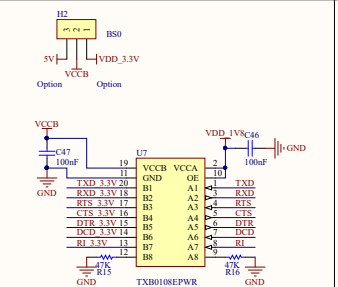 H2
3 2 1
BS0
5V
VDD_3.3V
VCCB
Option
Option
VCCB
C47
100nF
GND
VDD_1V8
C46
100nF
GND
U7
19 VCCB VCCA 2
11 GND OE 10
TXD_3.3V 20 B1 A1 1 TXD
RXD_3.3V 18 B2 A2 3 RXD
RTS_3.3V 17 B3 A3 4 RTS
CTS_3.3V 16 B4 A4 5 CTS
DTR_3.3V 15 B5 A5 6 DTR
DCD_3.3V 14 B6 A6 7 DCD
RI_3.3V 13 B7 A7 8 RI
12 B8 A8 9
47K
R15
GND
47K
R16
GND
TXB0108EPWR